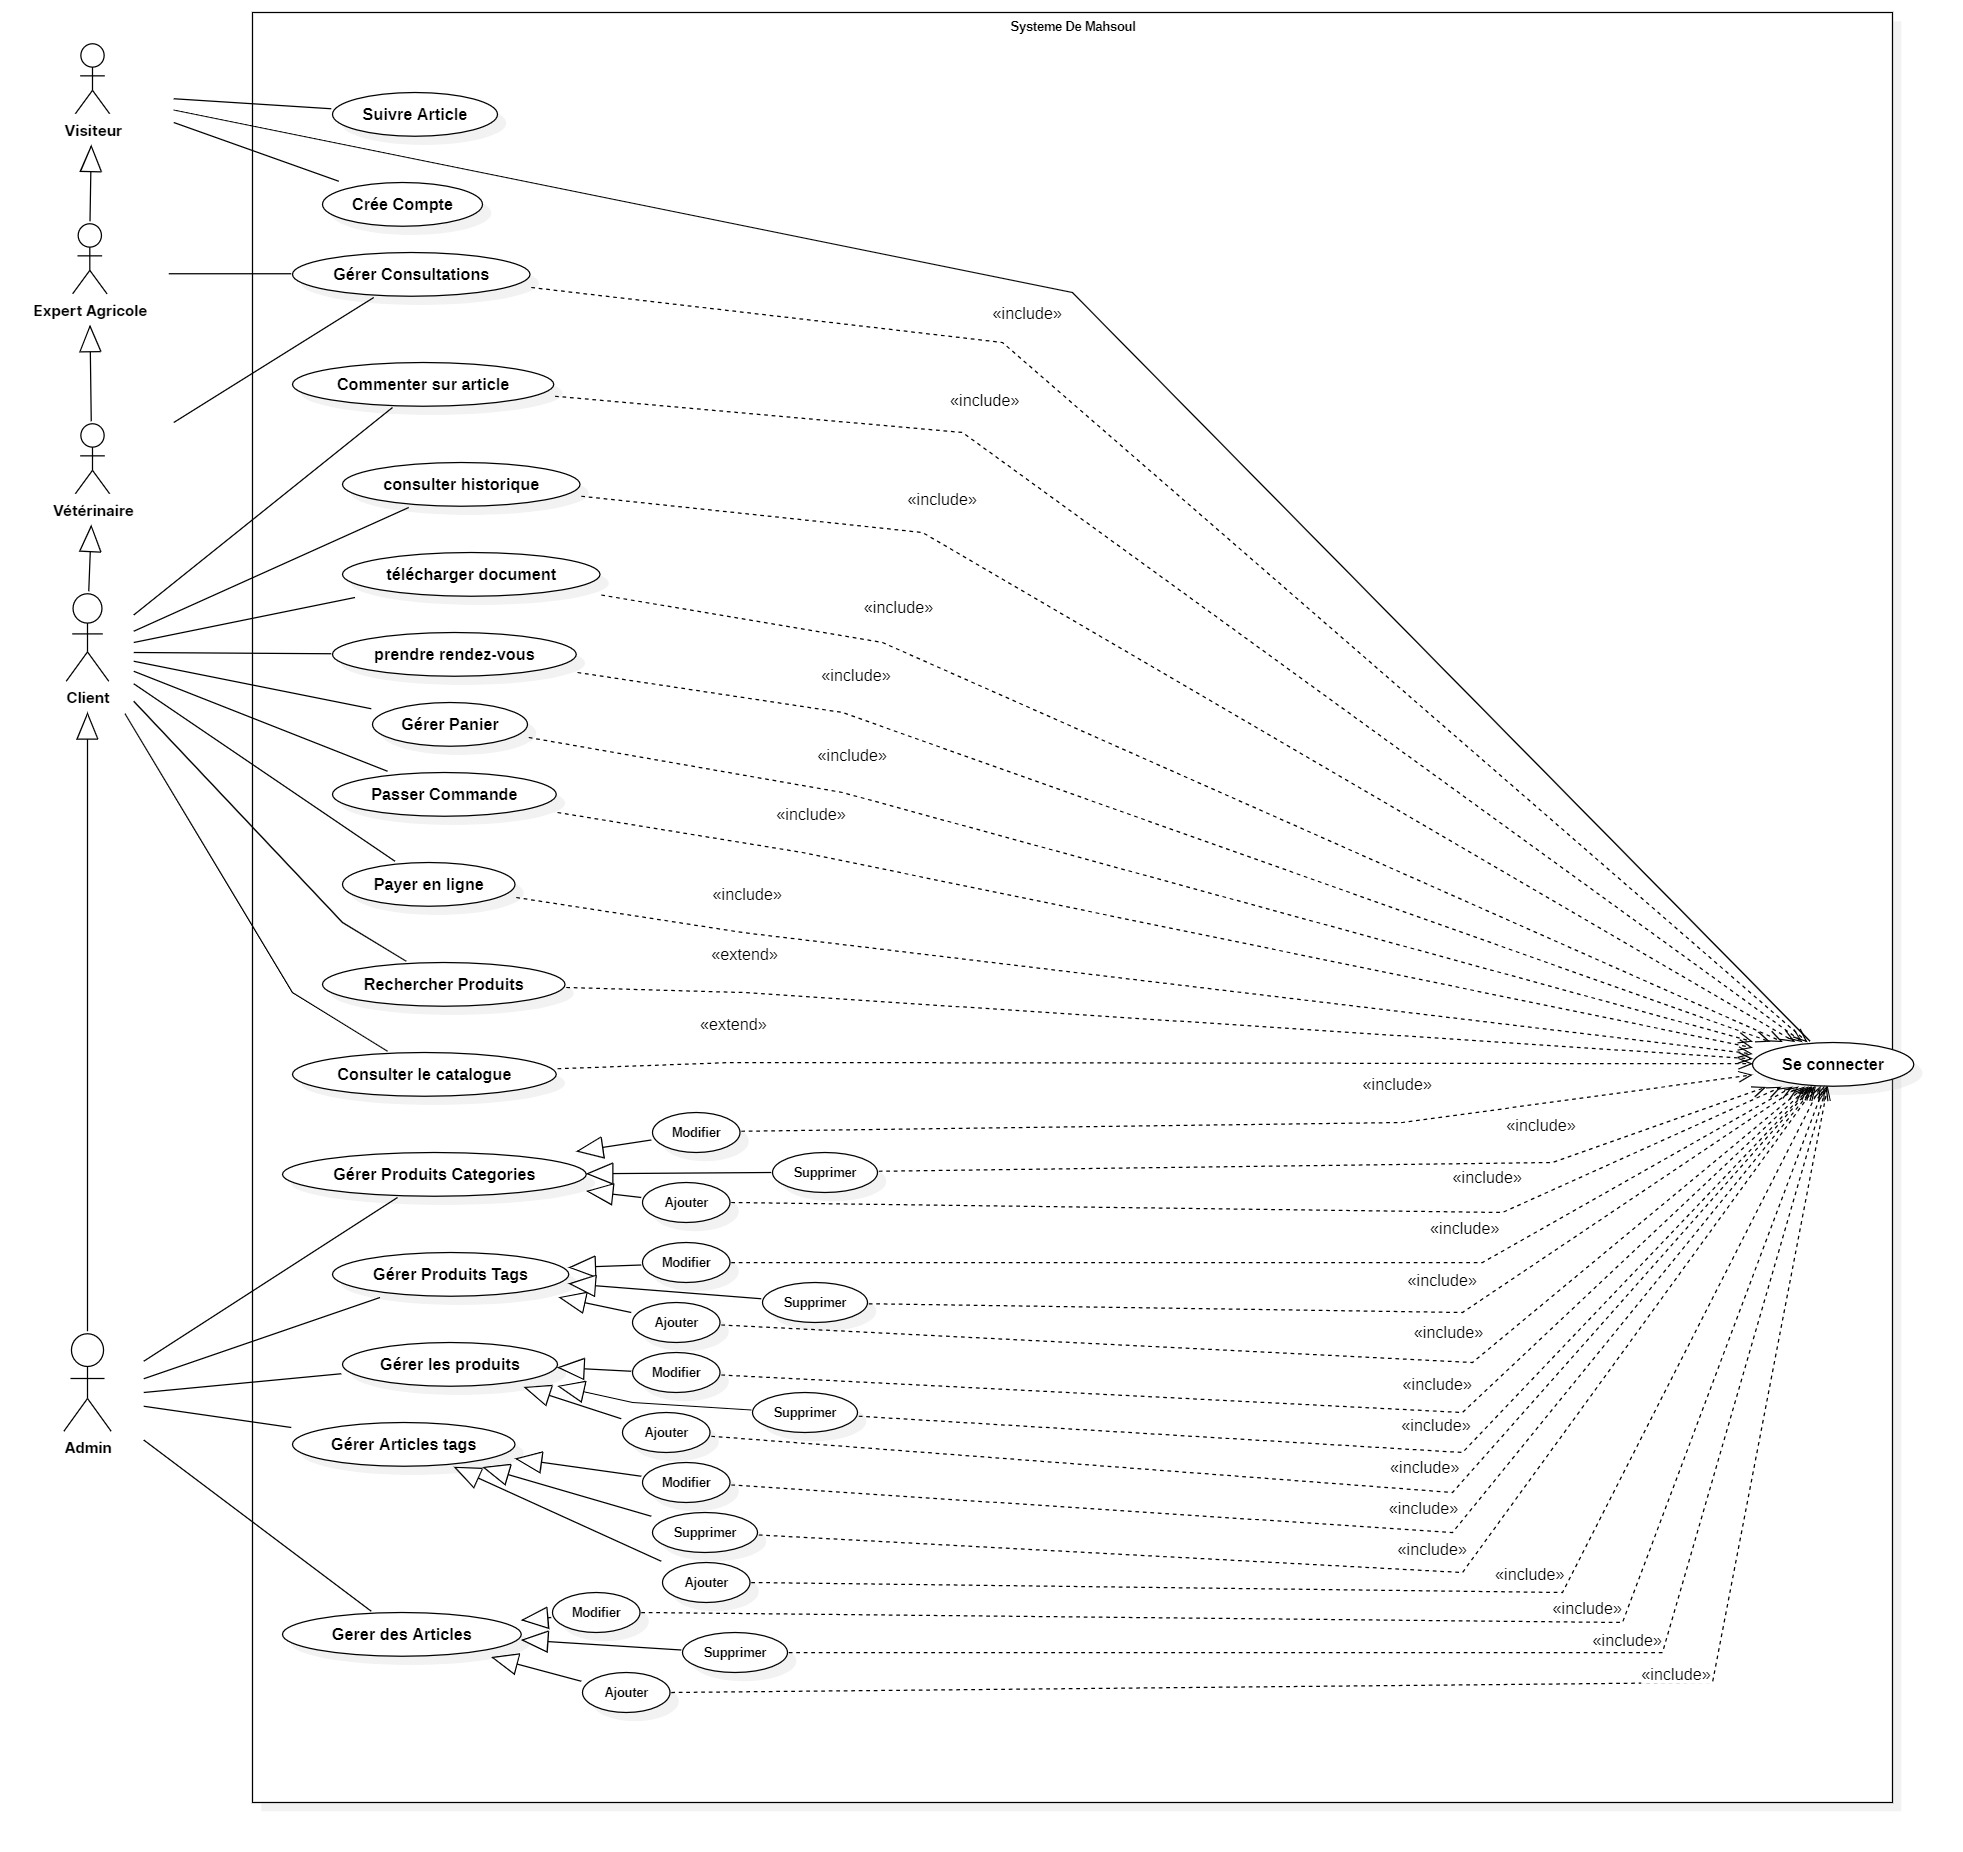 Systeme De Mahsoul
Visiteur
Suivre Article
Crée Compte
Expert Agricole
Gérer Consultations
«include»
Commenter sur article
«include»
Vétérinaire
consulter historique
«include»
télécharger document
«include»
Client
prendre rendez-vous
«include»
Gérer Panier
«include»
Passer Commande
«include»
Payer en ligne
«include»
Rechercher Produits
«extend»
Consulter le catalogue
«extend»
Se connecter
«include»
Gérer Produits Categories
Modifier
«include»
Supprimer
«include»
Ajouter
«include»
Gérer Produits Tags
Modifier
«include»
Supprimer
«include»
Ajouter
«include»
Gérer les produits
Modifier
«include»
Supprimer
«include»
Ajouter
«include»
Admin
Gérer Articles tags
Modifier
«include»
Supprimer
«include»
Ajouter
«include»
Gerer des Articles
Modifier
«include»
Supprimer
«include»
Ajouter